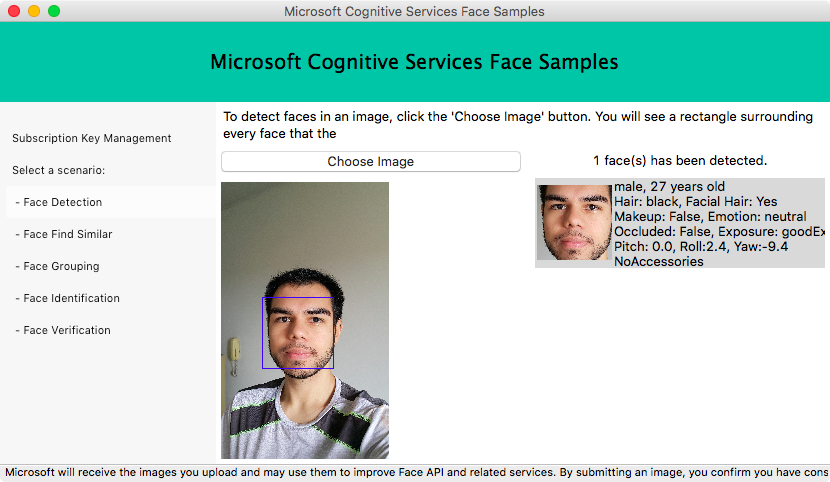 Microsoft Cognitive Services Face Samples
Microsoft Cognitive Services Face Samples
Subscription Key Management
Select a scenario:
- Face Detection
- Face Find Similar
- Face Grouping
- Face Identification
- Face Verification
To detect faces in an image, click the 'Choose Image' button. You will see a rectangle surrounding
every face that the
Choose Image
1 face(s) has been detected.
male, 27 years old
Hair: black, Facial Hair: Yes
Makeup: False, Emotion: neutral
Occluded: False, Exposure: goodEx
Pitch: 0.0, Roll:2.4, Yaw:-9.4
NoAccessories
Microsoft will receive the images you upload and may use them to improve Face API and related services. By submitting an image, you confirm you have cons